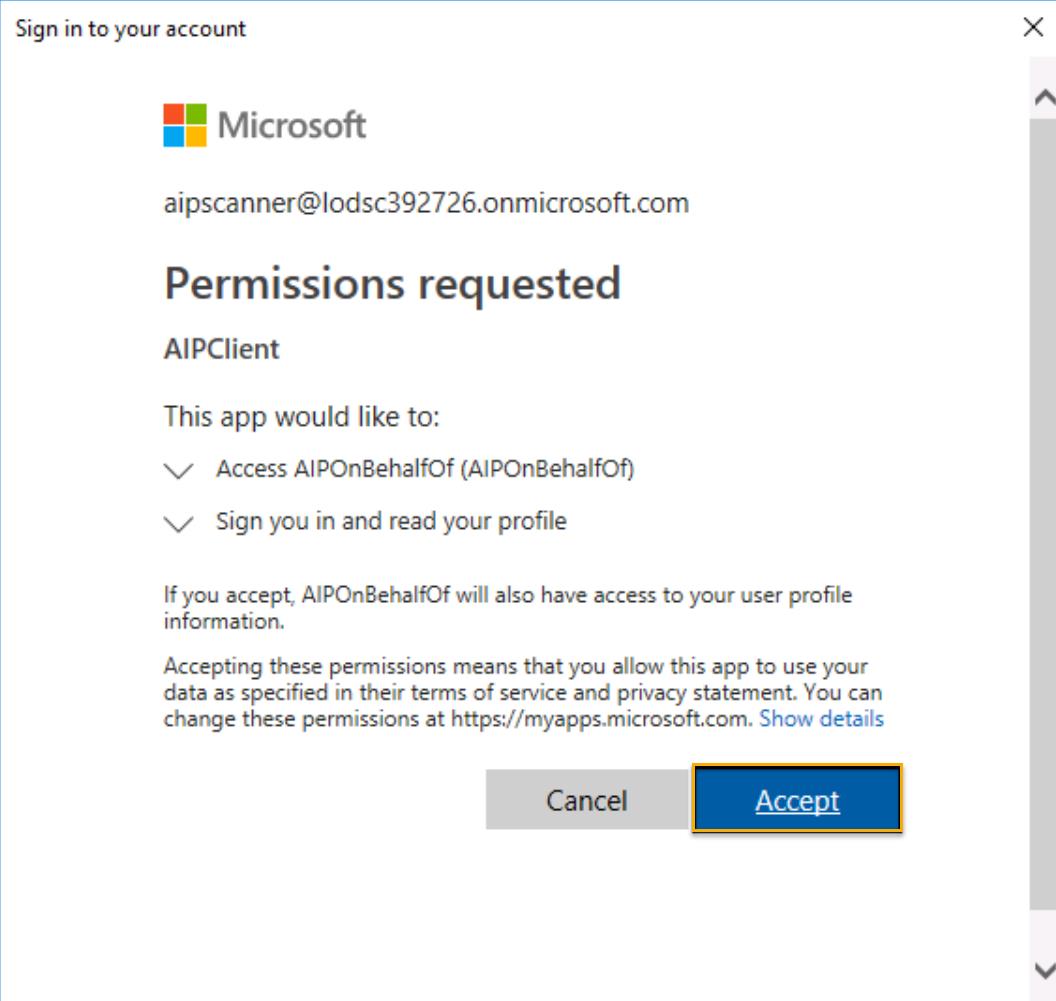 Sign in to your account
Microsoft
aipscanner@lodsc392726.onmicrosoft.com
Permissions requested
AIPClient
This app would like to:
Access AIPOnBehalfOf (AIPOnBehalfOf)
Sign you in and read your profile
If you accept, AIPOnBehalfOf will also have access to your user profile
information.
Accepting these permissions means that you allow this app to use your
data as specified in their terms of service and privacy statement. You can
change these permissions at https://myapps.microsoft.com. Show details
Cancel Accept